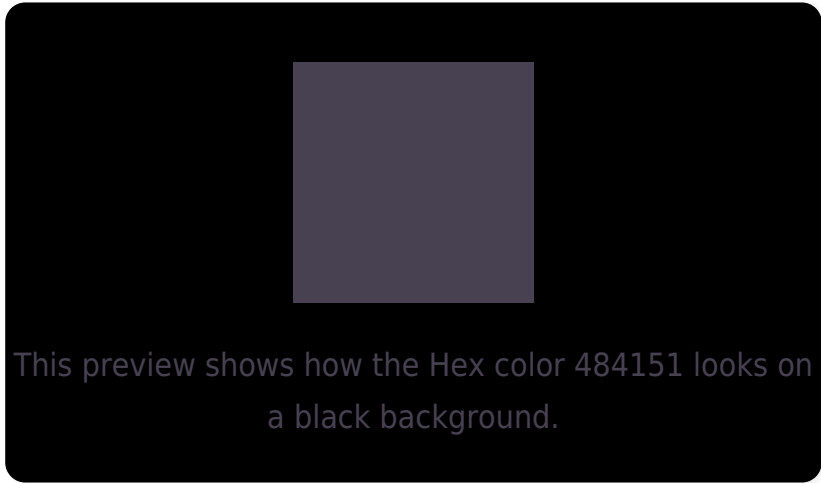 This preview shows how the Hex color 484151 looks on
a black background.